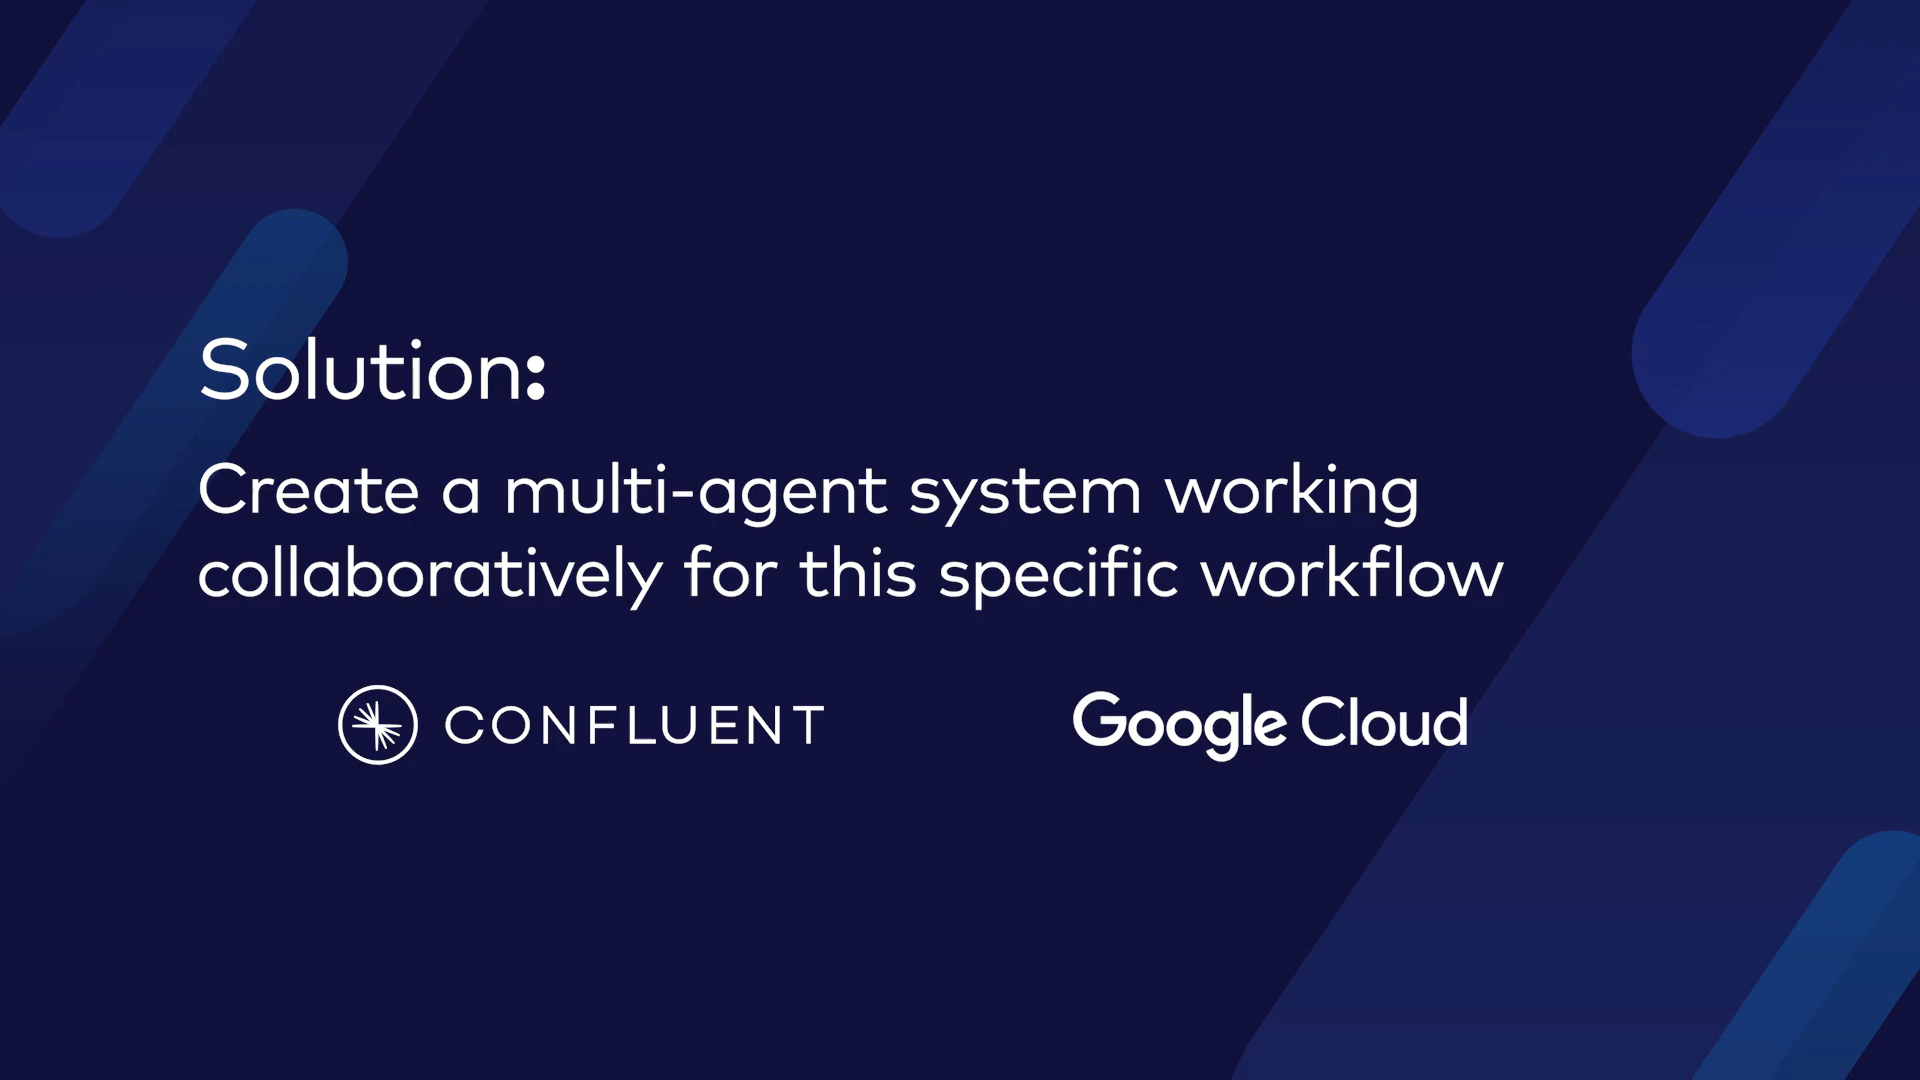 Solution:
Create a multi-agent system working
collaboratively for this specific workflow
CONFLUENT
Google Cloud